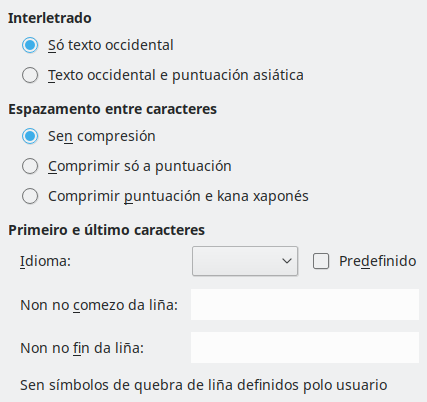 Interletrado
Só texto occidental
Texto occidental e puntuación asiática
Espazamento entre caracteres
Sen compresión
Comprimir só a puntuación
Comprimir puntuación e kana xaponés
Primeiro e último caracteres
Idioma: Predefinido
Non no comezo da liña:
Non no fin da liña:
Sen símbolos de quebra de liña definidos polo usuario